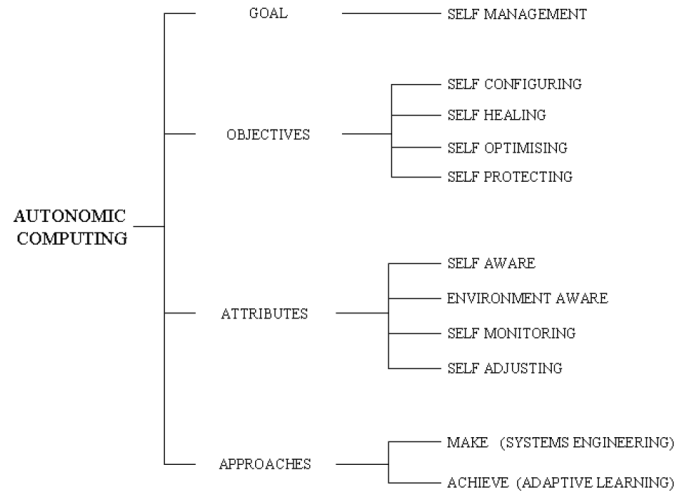 GOAL
SELF MANAGEMENT
OBJECTIVES
SELF CONFIGURING
SELF HEALING
SELF OPTIMISING
SELF PROTECTING
AUTONOMIC
COMPUTING
ATTRIBUTES
SELF AWARE
ENVIRONMENT AWARE
SELF MONITORING
SELF ADJUSTING
APPROACHES
MAKE (SYSTEMS ENGINEERING)
ACHIEVE (ADAPTIVE LEARNING)